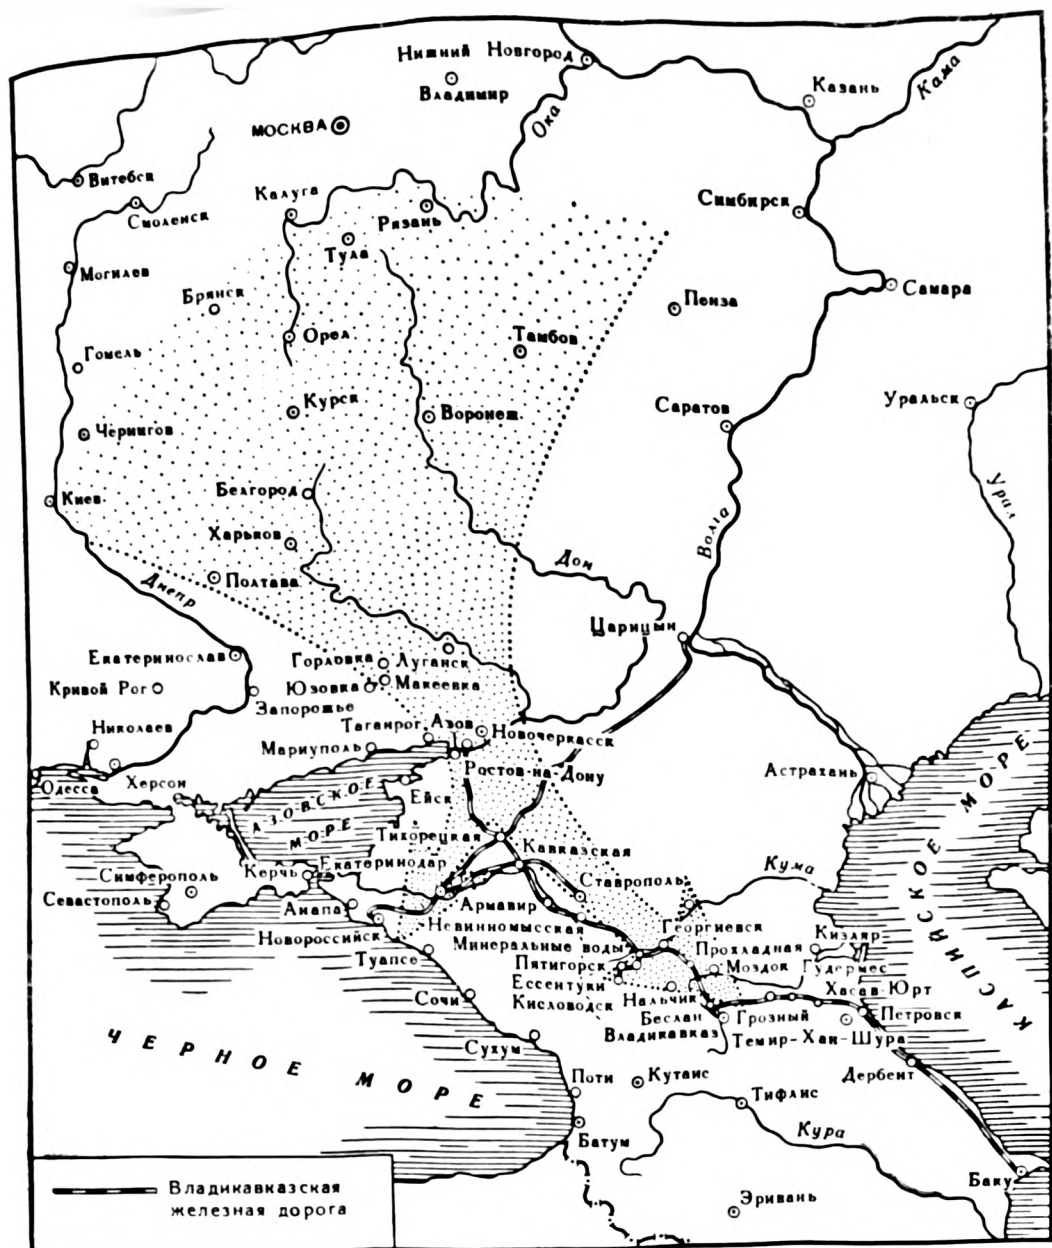 Нижний Новгород
Владимир
МОСКВА
Ока
Казань
Кама
Витебск
Смоленск
Калуга
Рязань
Тула
Симбирск
Могилев
Брянск
Орел
Тамбов
Пенза
Самара
Гомель
Курск
Воронеж
Саратов
Уральск
Чернигов
Киев
Белгород
Урал
Волга
Харьков
Полтава
Дон
Днепр
Царицын
Екатеринослав
Горловка
Луганск
Кривой Рог
Юзовка
Макеевка
Запорожье
Николаев
Таганрог
Азов
Новочеркасск
Мариуполь
Ростов-на-Дону
Астрахань
Одесса
Херсон
Ейск
АЗОВСКОЕ
МОРЕ
Тихорецкая
Кавказская
Екатеринодар
Керчь
Симферополь
Севастополь
Ставрополь
Кума
Анапа
Армавир
Новороссийск
Невинномысская
Георгиевск
Минеральные воды
Прохладная
Кизляр
Туапсе
Пятигорск
Моздок
Гудермес
Ессентуки
Хасав-Юрт
Сочи
Кисловодск
Нальчик
Беслан
Грозный
Петровск
Владикавказ
Темир-Хан-Шура
Сухум
Дербент
КАСПИЙСКОЕ МОРЕ
ЧЕРНОЕ МОРЕ
Поти
Кутаис
Тифлис
Батум
Кура
Баку
Эривань
Владикавказская
железная дорога